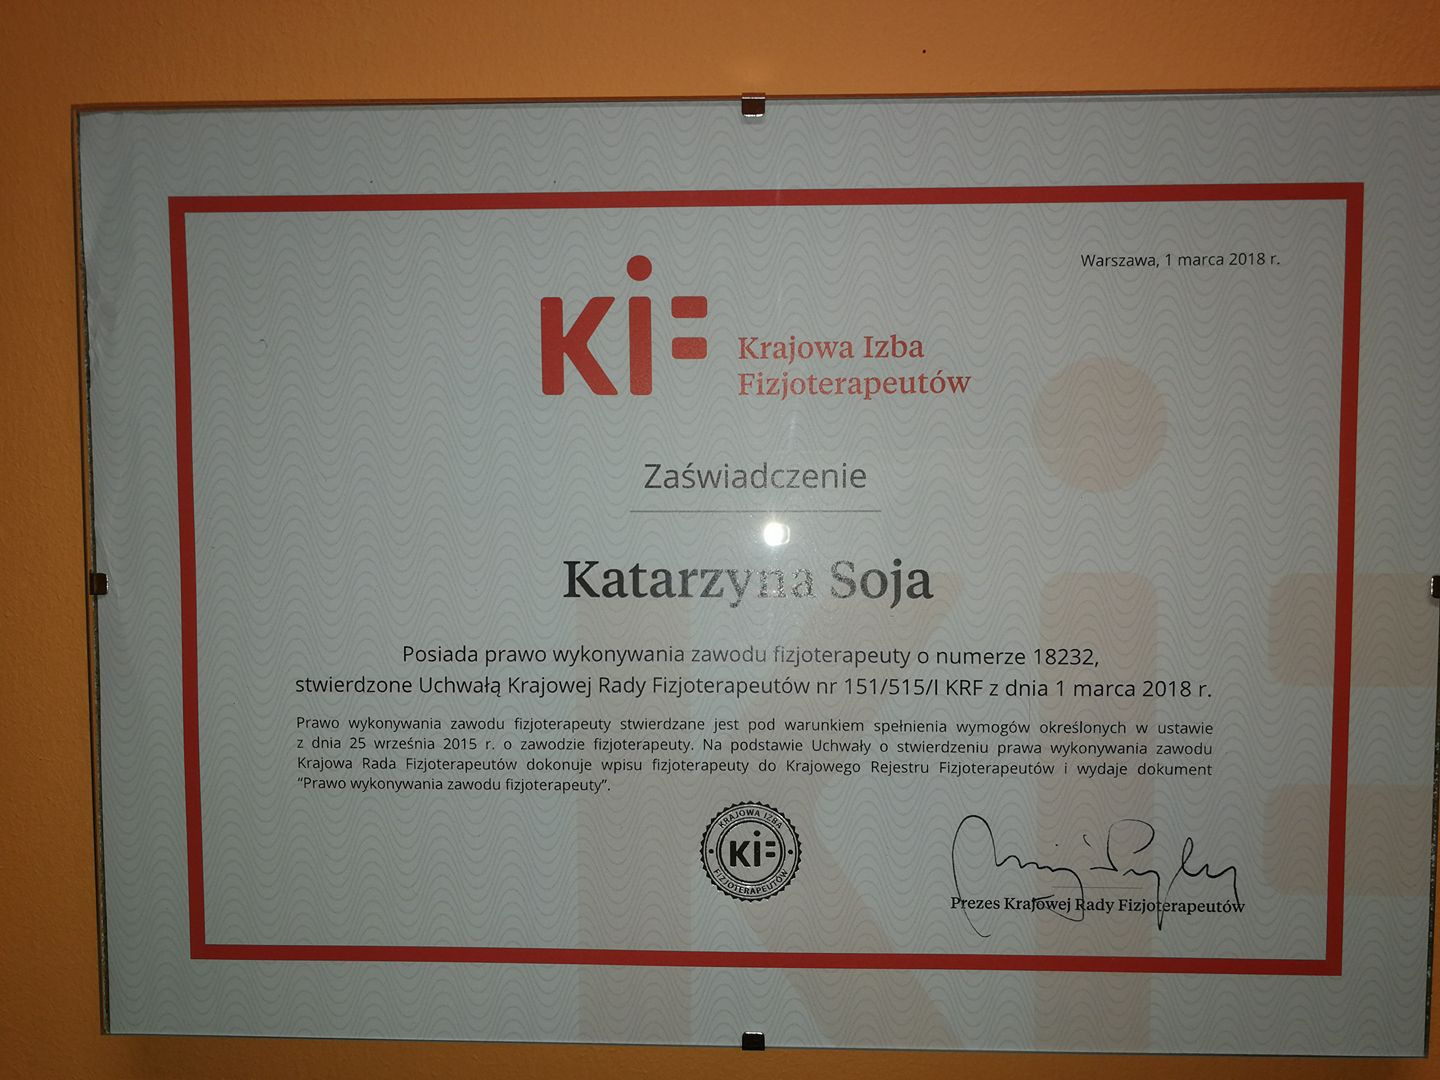 Warszawa, 1 marca 2018 r.
KIF
Krajowa Izba
Fizjoterapeutów
Zaświadczenie
Katarzyna Soja
Posiada prawo wykonywania zawodu fizjoterapeuty o numerze 18232,
stwierdzone Uchwałą Krajowej Rady Fizjoterapeutów nr 151/515/I KRF z dnia 1 marca 2018 r.
Prawo wykonywania zawodu fizjoterapeuty stwierdzane jest pod warunkiem spełnienia wymogów określonych w ustawie
z dnia 25 września 2015 r. o zawodzie fizjoterapeuty. Na podstawie Uchwały o stwierdzeniu prawa wykonywania zawodu
Krajowa Rada Fizjoterapeutów dokonuje wpisu fizjoterapeuty do Krajowego Rejestru Fizjoterapeutów i wydaje dokument
“Prawo wykonywania zawodu fizjoterapeuty”.
KRAJOWA IZBA
KIF
FIZJOTERAPEUTÓW
Prezes Krajowej Rady Fizjoterapeutów